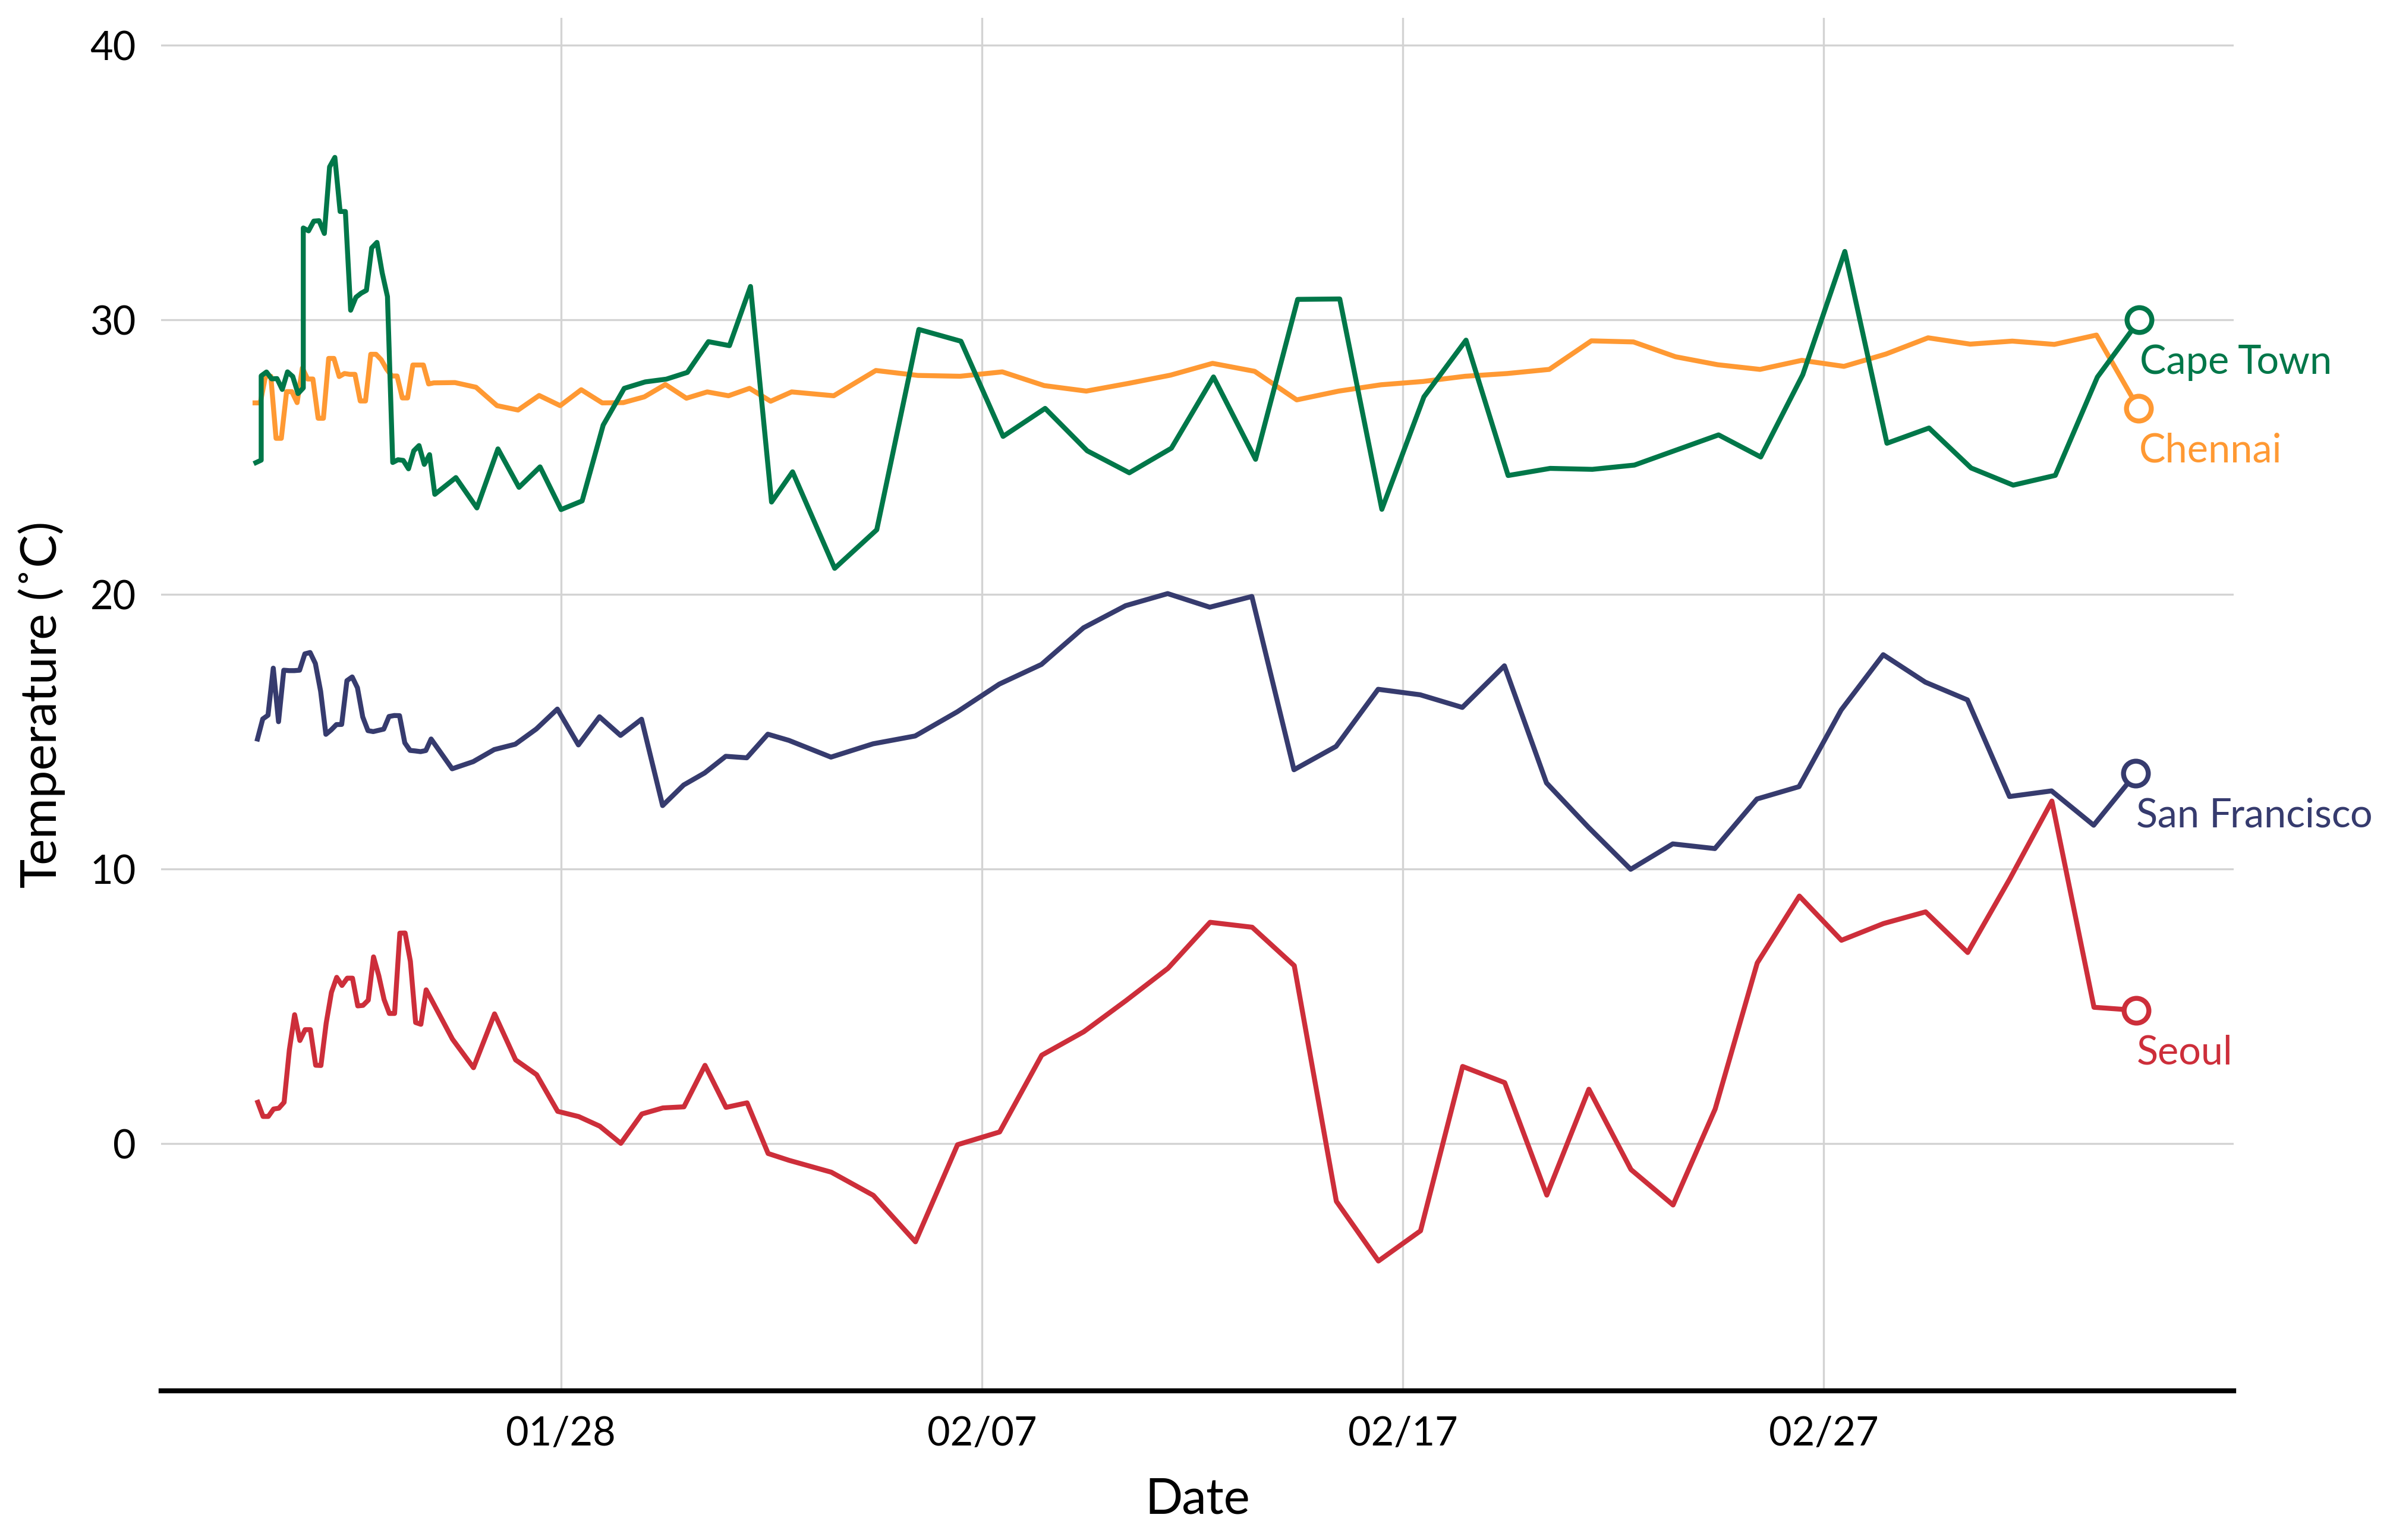 40
30
20
10
0
Temperature (°C)
Cape Town
Chennai
San Francisco
Seoul
01/28
02/07
02/17
02/27
Date